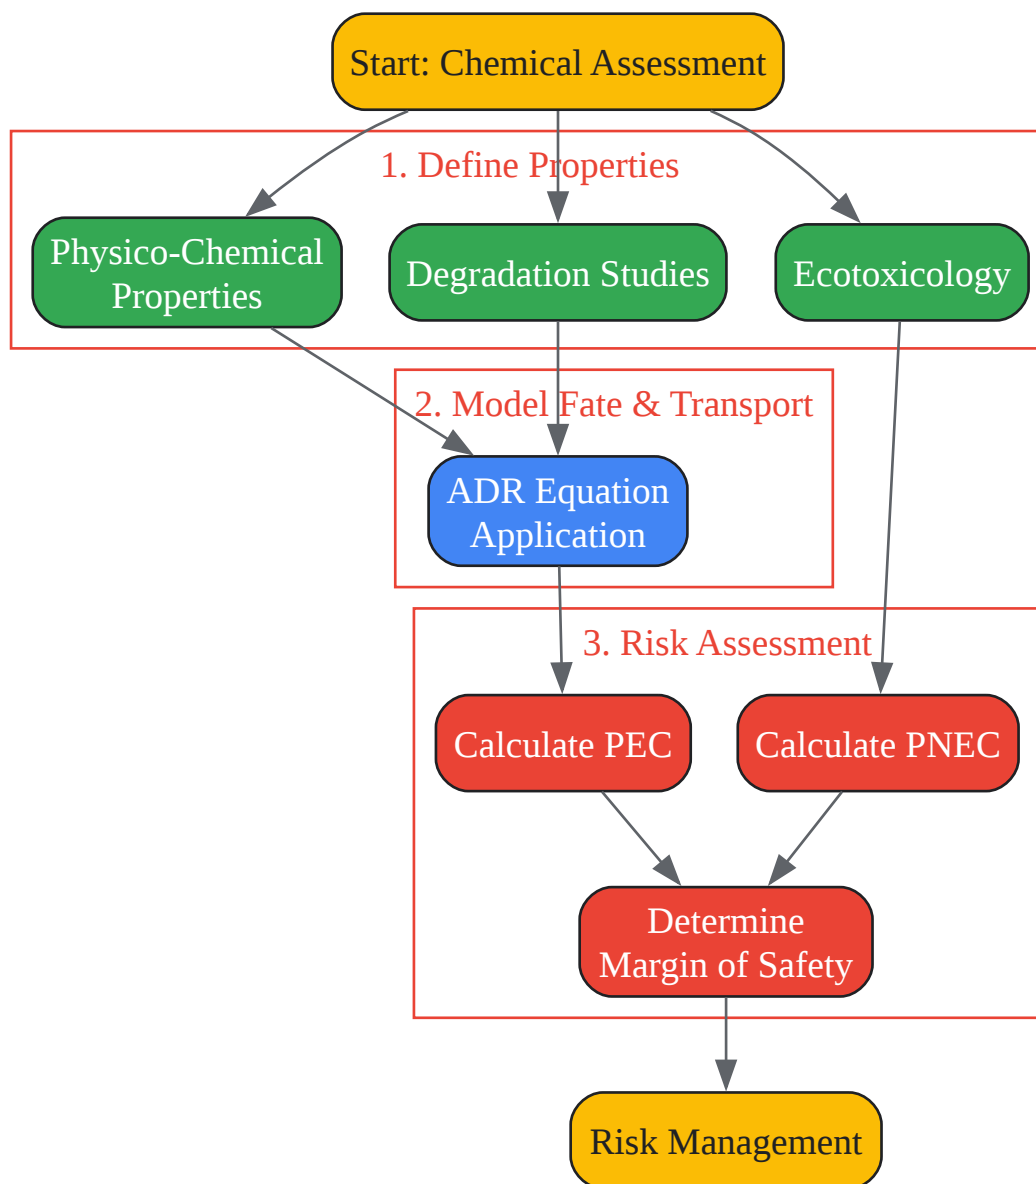 Start: Chemical Assessment
1. Define Properties
Physico-Chemical
Properties
Degradation Studies
Ecotoxicology
2. Model Fate & Transport
ADR Equation
Application
3. Risk Assessment
Calculate PEC
Calculate PNEC
Determine
Margin of Safety
Risk Management